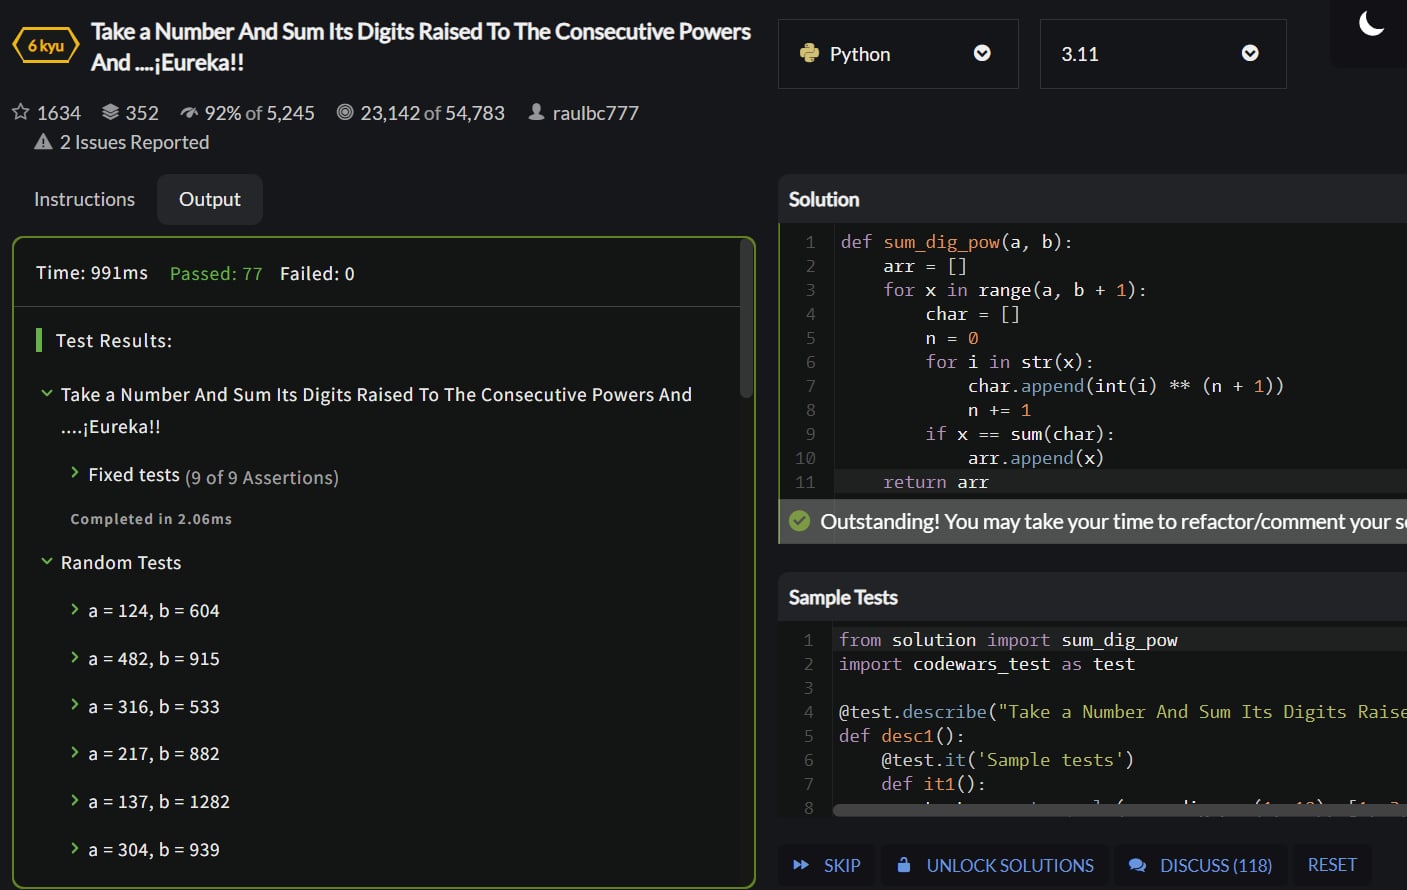 6 kyu
Take a Number And Sum Its Digits Raised To The Consecutive Powers
And ....¡Eureka!!
1634 352 92% of 5,245 23,142 of 54,783 raulbc777
2 Issues Reported
Instructions Output
Time: 991ms Passed: 77 Failed: 0
Test Results:
Take a Number And Sum Its Digits Raised To The Consecutive Powers And
....¡Eureka!!
Fixed tests (9 of 9 Assertions)
Completed in 2.06ms
Random Tests
a = 124, b = 604
a = 482, b = 915
a = 316, b = 533
a = 217, b = 882
a = 137, b = 1282
a = 304, b = 939
Python 3.11
Solution
1 def sum_dig_pow(a, b):
2 arr = []
3 for x in range(a, b + 1):
4 char = []
5 n = 0
6 for i in str(x):
7 char.append(int(i) ** (n + 1))
8 n += 1
9 if x == sum(char):
10 arr.append(x)
11 return arr
Outstanding! You may take your time to refactor/comment your
Sample Tests
1 from solution import sum_dig_pow
2 import codewars_test as test
3
4 @test.describe("Take a Number And Sum Its Digits Raise
5 def desc1():
6 @test.it('Sample tests')
7 def it1():
8
SKIP UNLOCK SOLUTIONS DISCUSS (118) RESET